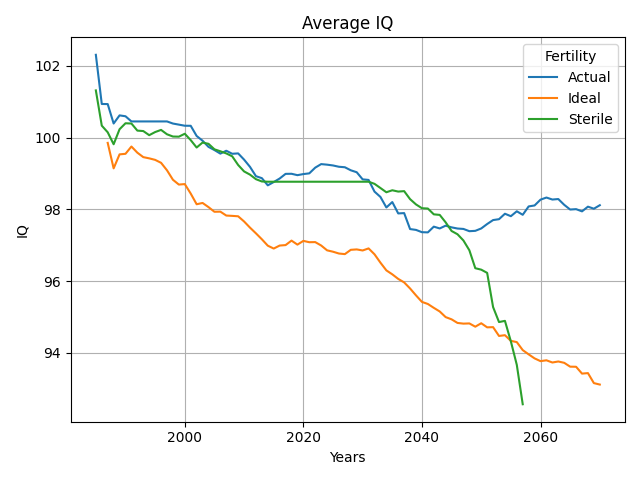 Average IQ
Fertility
Actual
Ideal
Sterile
IQ
102
100
98
96
94
2000
2020
2040
2060
Years